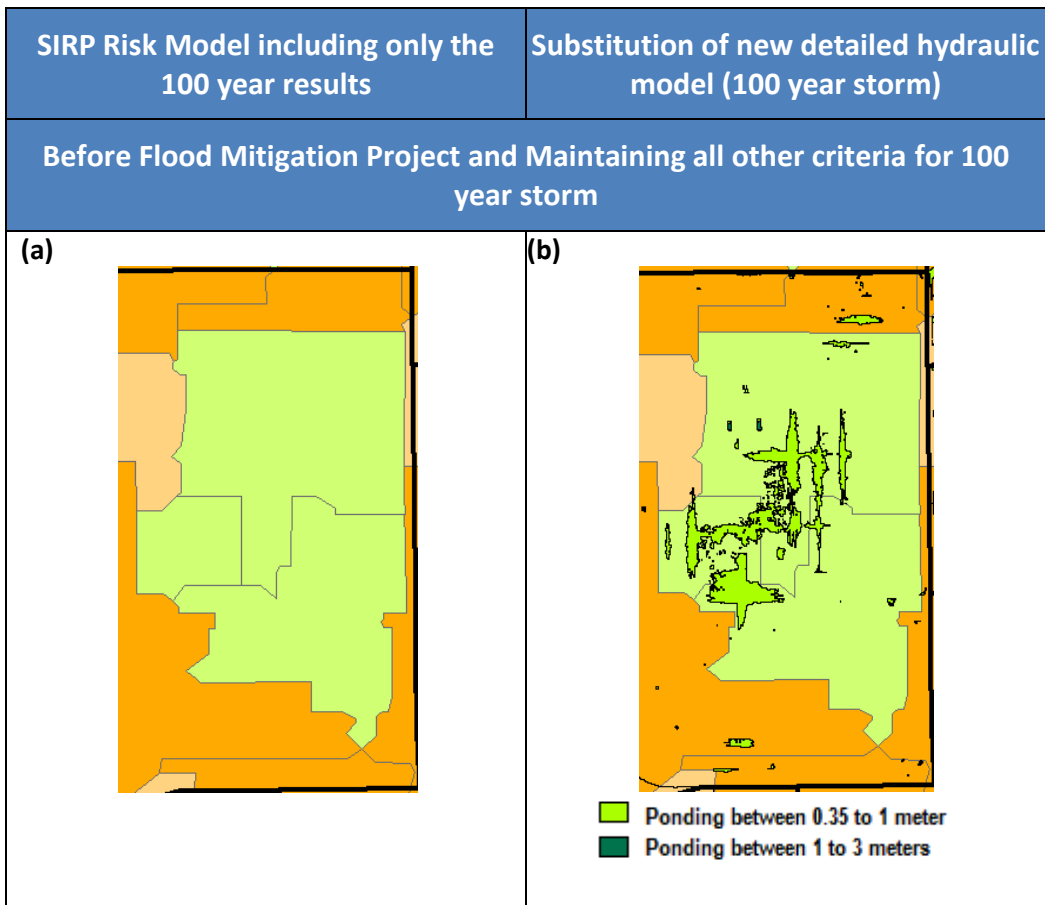 SIRP Risk Model including only the
100 year results
Substitution of new detailed hydraulic
model (100 year storm)
Before Flood Mitigation Project and Maintaining all other criteria for 100
year storm
(a)
(b)
Ponding between 0.35 to 1 meter
Ponding between 1 to 3 meters